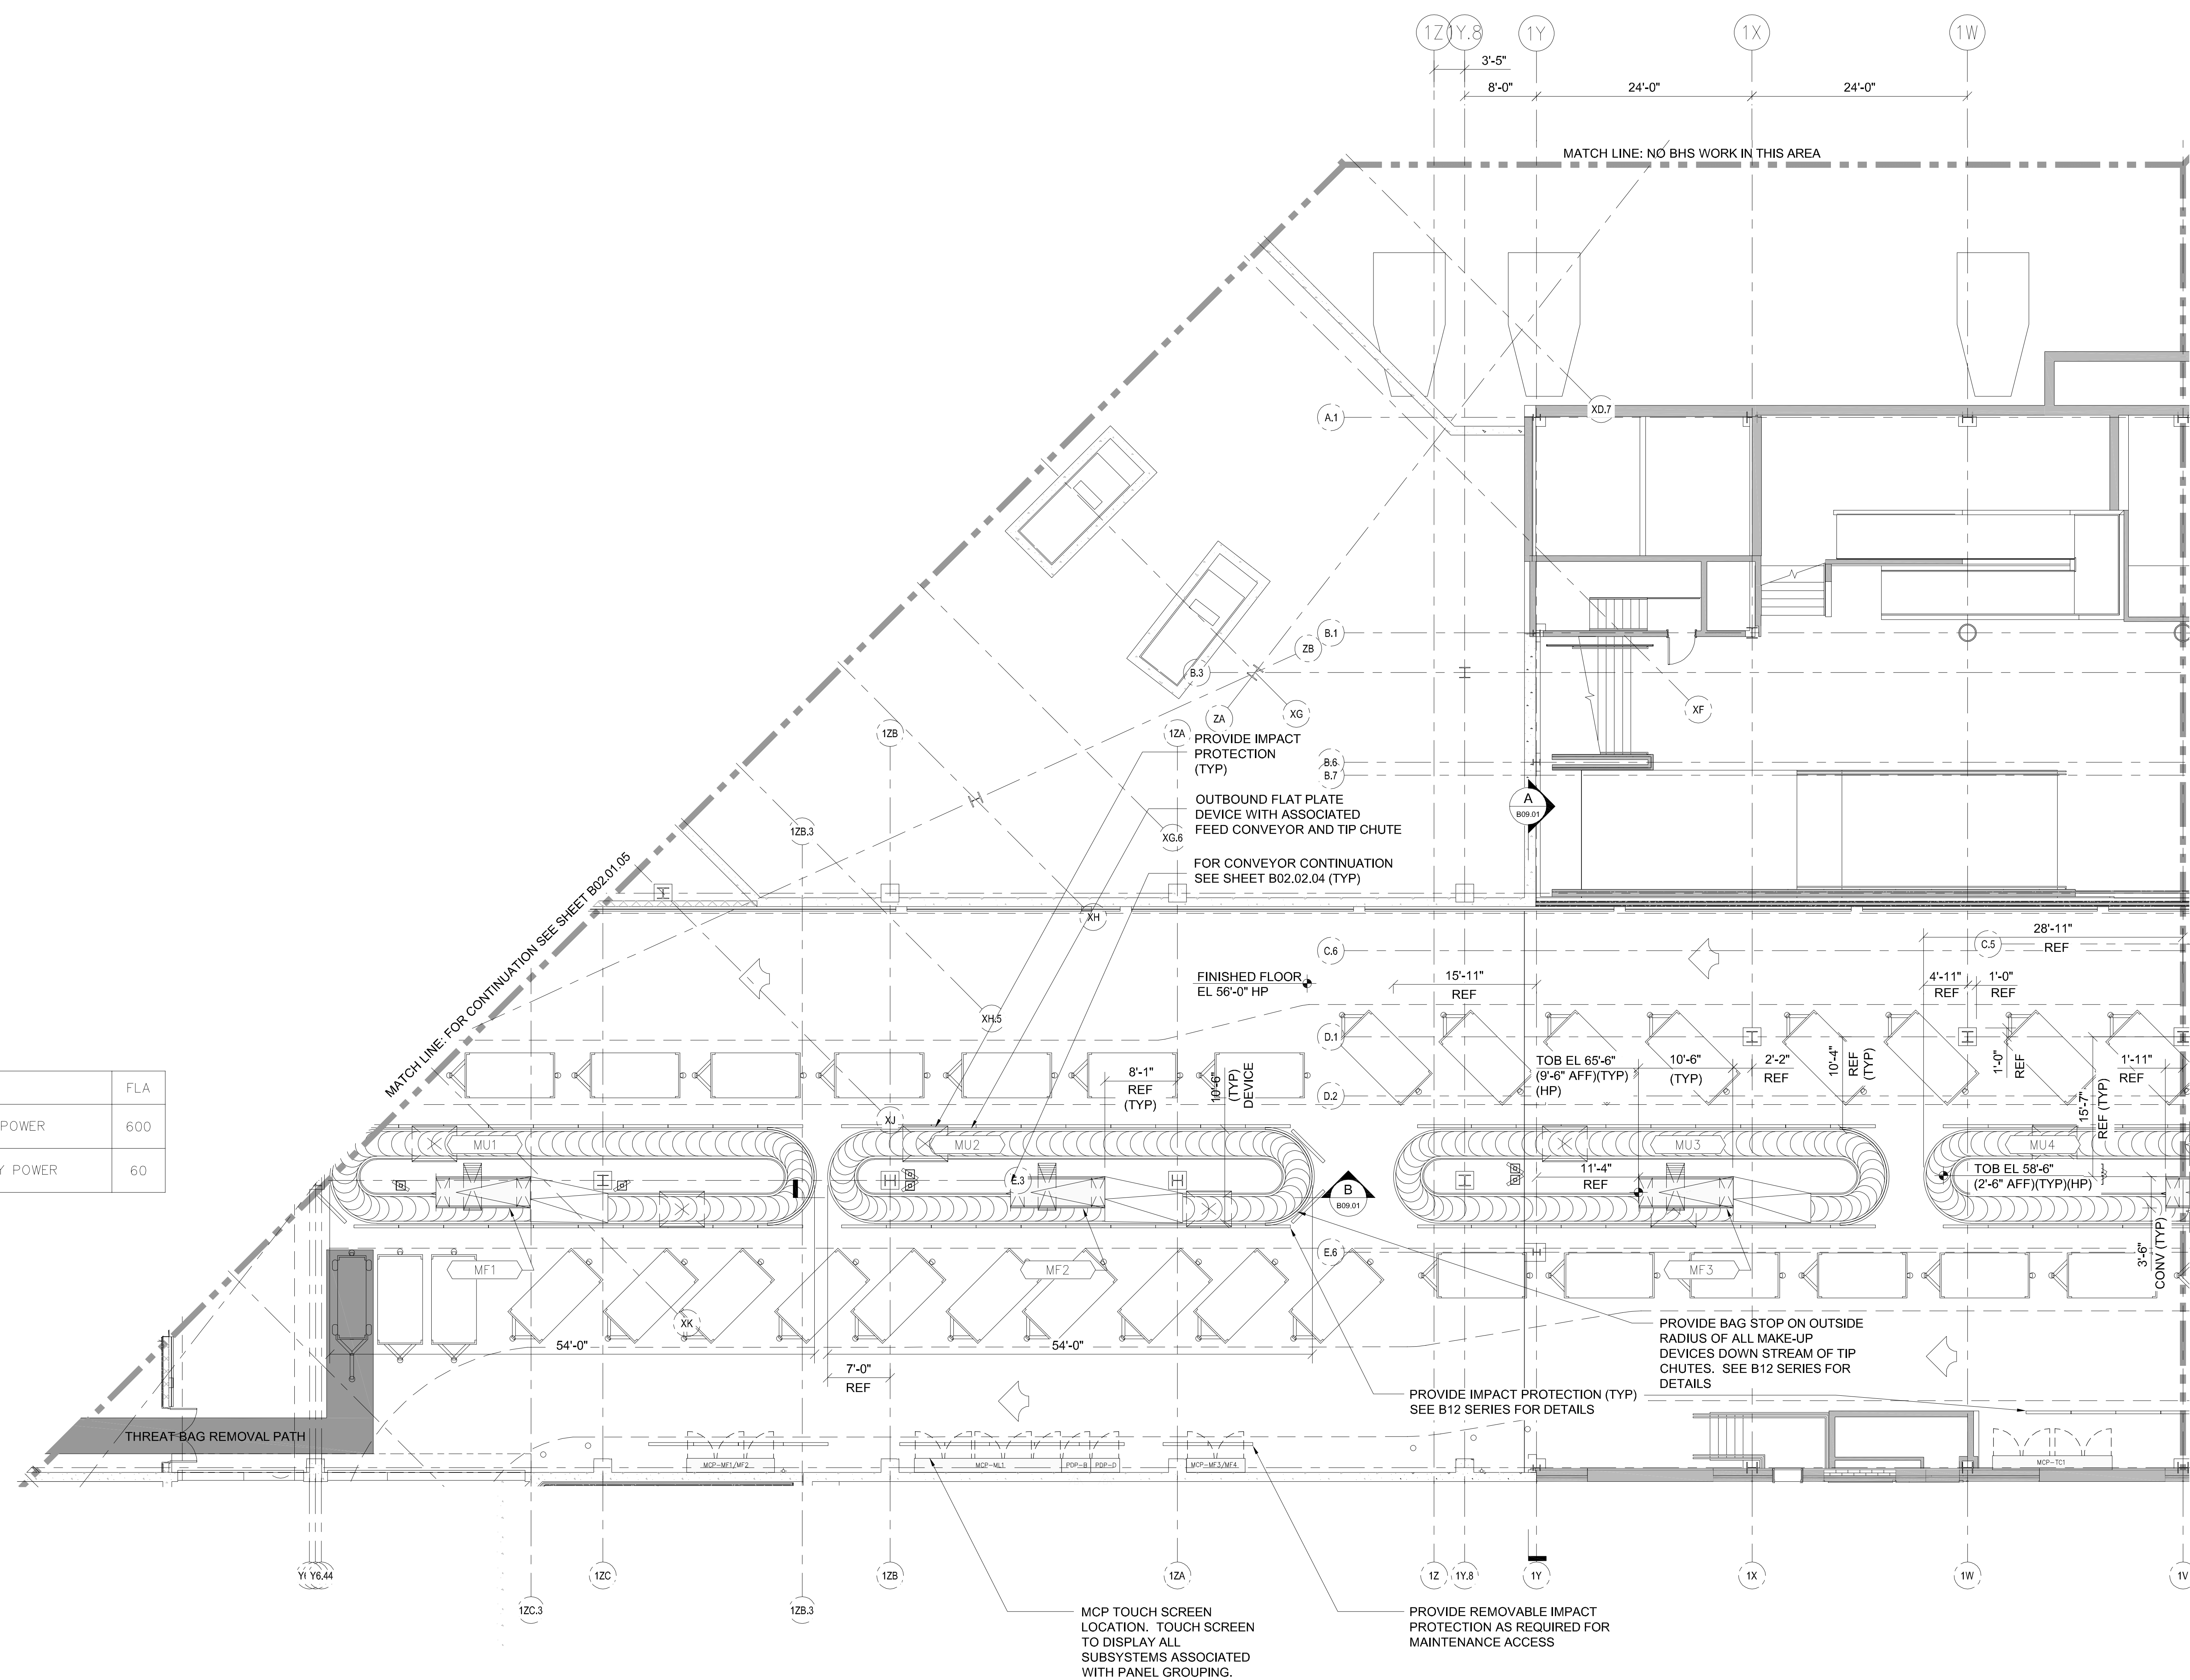 1Z
1Y.8
1Y
1X
1W
3'-5"
8'-0"
24'-0"
24'-0"
MATCH LINE: NO BHS WORK IN THIS AREA
A.1
XD.7
B.1
ZB
B.3
ZA
XG
XF
1ZB
1ZA
PROVIDE IMPACT
PROTECTION
(TYP)
B.6
B.7
OUTBOUND FLAT PLATE
DEVICE WITH ASSOCIATED
FEED CONVEYOR AND TIP CHUTE
A
B09.01
1ZB.3
XG.6
FOR CONVEYOR CONTINUATION
SEE SHEET B02.02.04 (TYP)
MATCH LINE: FOR CONTINUATION SEE SHEET B02.01.05
XH
C.6
C.5
28'-11"
REF
FINISHED FLOOR
EL 56'-0" HP
15'-11"
REF
4'-11"
REF
1'-0"
REF
XH.5
D.1
TOB EL 65'-6"
(9'-6" AFF)(TYP)
(HP)
10'-6"
(TYP)
2'-2"
REF
10'-4"
REF
(TYP)
1'-0"
REF
1'-11"
REF
8'-1"
REF
(TYP)
10'-6"
(TYP)
DEVICE
D.2
15'-7"
REF (TYP)
FLA
POWER
600
Y POWER
60
XJ
MU1
MU2
MU3
MU4
E.3
11'-4"
REF
TOB EL 58'-6"
(2'-6" AFF)(TYP)(HP)
B
B09.01
E.6
3'-6"
CONV (TYP)
MF1
MF2
MF3
XK
54'-0"
54'-0"
7'-0"
REF
PROVIDE BAG STOP ON OUTSIDE
RADIUS OF ALL MAKE-UP
DEVICES DOWN STREAM OF TIP
CHUTES.  SEE B12 SERIES FOR
DETAILS
PROVIDE IMPACT PROTECTION (TYP)
SEE B12 SERIES FOR DETAILS
THREAT BAG REMOVAL PATH
MCP-MF1/MF2
MCP-ML1
PDP-B
PDP-D
MCP-MF3/MF4
MCP-TC1
Y6.44
1ZC
1ZB
1ZA
1Z
1Y.8
1Y
1X
1W
1V
1ZC.3
1ZB.3
MCP TOUCH SCREEN
LOCATION.  TOUCH SCREEN
TO DISPLAY ALL
SUBSYSTEMS ASSOCIATED
WITH PANEL GROUPING.
PROVIDE REMOVABLE IMPACT
PROTECTION AS REQUIRED FOR
MAINTENANCE ACCESS